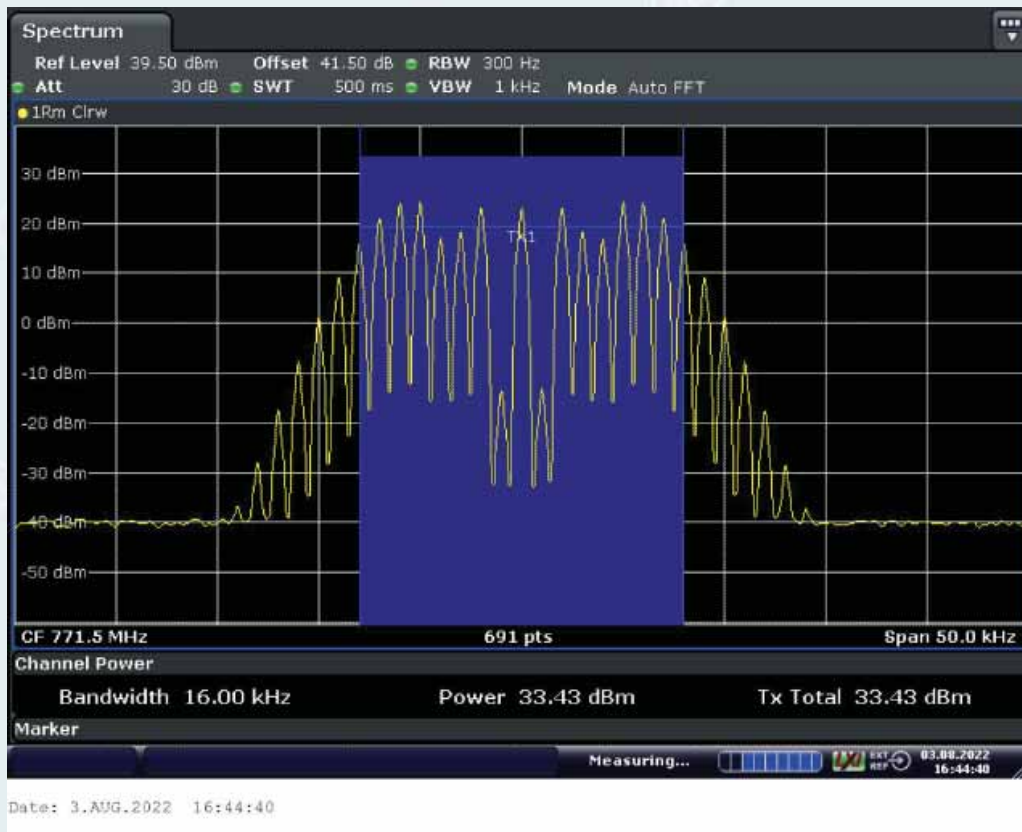 Spectrum
Ref Level 39.50 dBm Offset 41.50 dB RBW 300 Hz
Att 30 dB SWT 500 ms VBW 1 kHz Mode Auto FFT
1Rm Clrw
30 dBm
20 dBm
TX1
10 dBm
0 dBm
-10 dBm
-20 dBm
-30 dBm
-40 dBm
-50 dBm
CF 771.5 MHz 691 pts Span 50.0 kHz
Channel Power
Bandwidth 16.00 kHz Power 33.43 dBm Tx Total 33.43 dBm
Marker
Measuring... LXI EXT REF 03.08.2022
16:44:40
Date: 3.AUG.2022 16:44:40